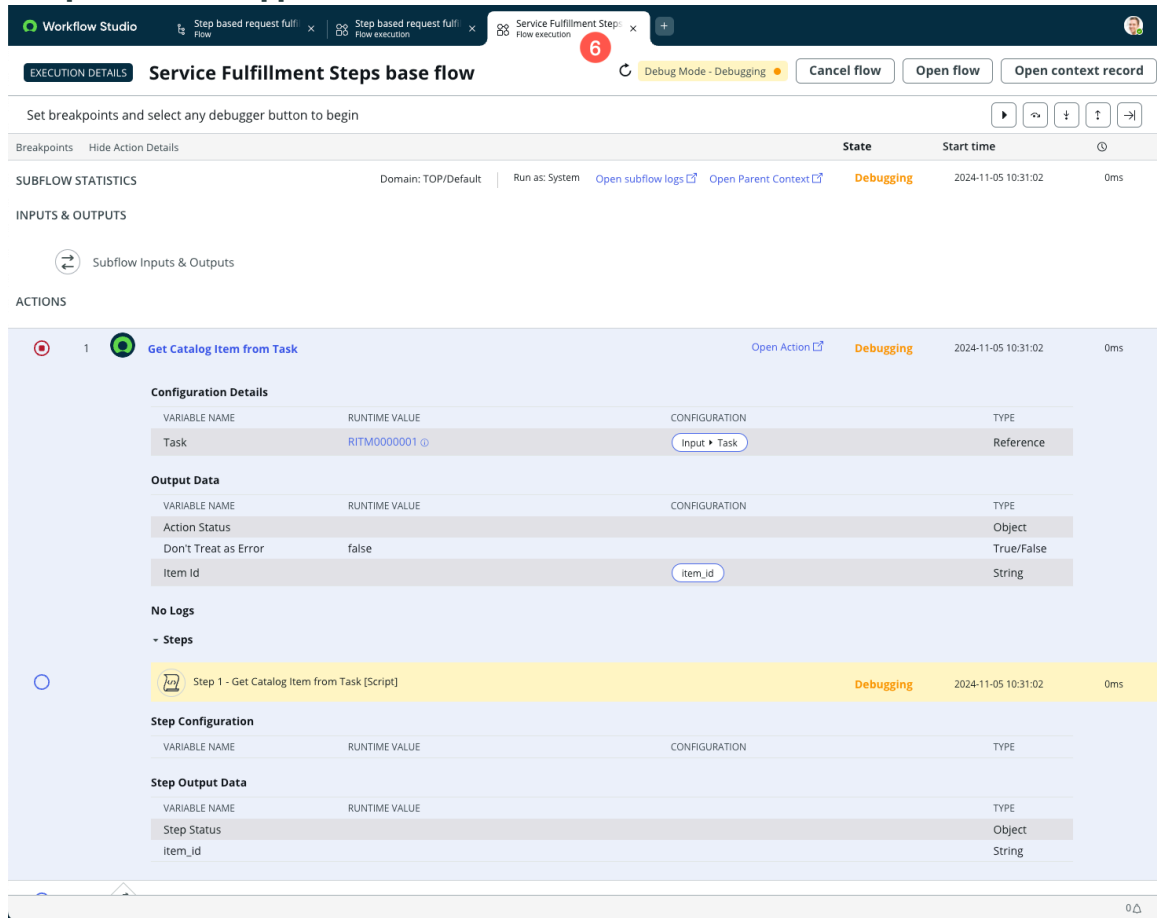 Workflow Studio
Step based request fulfil
Flow
Step based request fulfil
Flow execution
Service Fulfillment Steps
Flow execution
6
EXECUTION DETAILS
Service Fulfillment Steps base flow
Debug Mode - Debugging
Cancel flow
Open flow
Open context record
Set breakpoints and select any debugger button to begin
Breakpoints Hide Action Details State Start time
SUBFLOW STATISTICS Domain: TOP/Default Run as: System Open subflow logs Open Parent Context Debugging 2024-11-05 10:31:02 0ms
INPUTS & OUTPUTS
Subflow Inputs & Outputs
ACTIONS
1 Get Catalog Item from Task Open Action Debugging 2024-11-05 10:31:02 0ms
Configuration Details
VARIABLE NAME RUNTIME VALUE CONFIGURATION TYPE
Task RITM0000001 Input ▸ Task Reference
Output Data
VARIABLE NAME RUNTIME VALUE CONFIGURATION TYPE
Action Status Object
Don't Treat as Error false True/False
Item Id item_id String
No Logs
Steps
Step 1 - Get Catalog Item from Task [Script] Debugging 2024-11-05 10:31:02 0ms
Step Configuration
VARIABLE NAME RUNTIME VALUE CONFIGURATION TYPE
Step Output Data
VARIABLE NAME RUNTIME VALUE TYPE
Step Status Object
item_id String
0